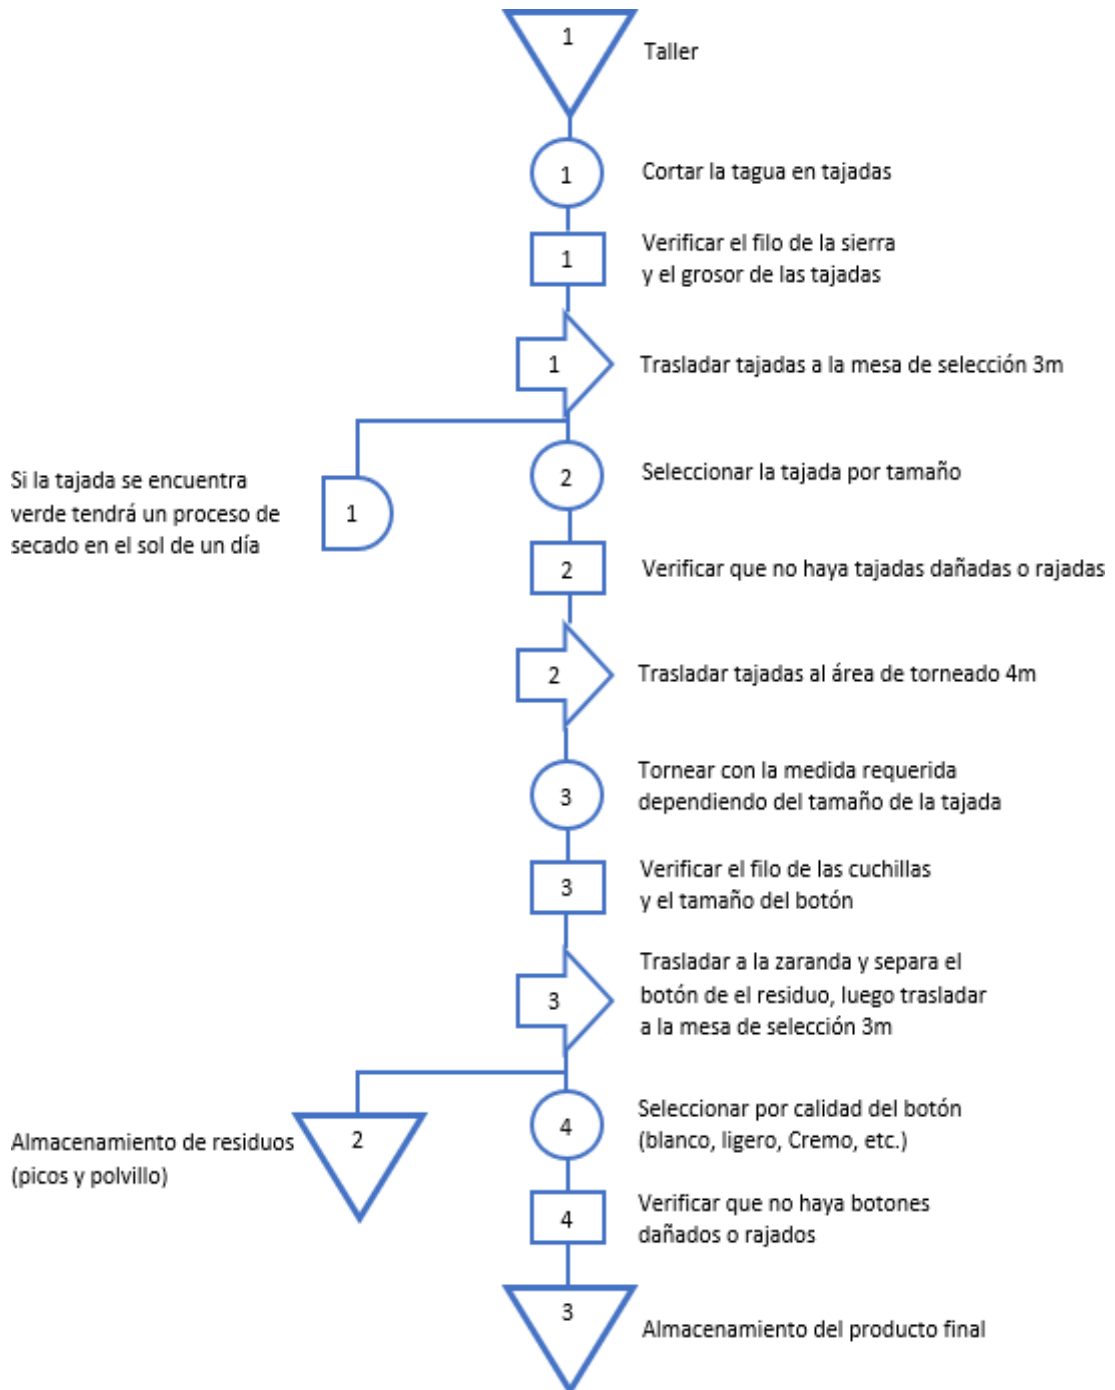 1
Taller
1
Cortar la tagua en tajadas
1
Verificar el filo de la sierra
y el grosor de las tajadas
1
Trasladar tajadas a la mesa de selección 3m
Si la tajada se encuentra
verde tendrá un proceso de
secado en el sol de un día
1
2
Seleccionar la tajada por tamaño
2
Verificar que no haya tajadas dañadas o rajadas
2
Trasladar tajadas al área de torneado 4m
3
Tornear con la medida requerida
dependiendo del tamaño de la tajada
3
Verificar el filo de las cuchillas
y el tamaño del botón
3
Trasladar a la zaranda y separa el
botón de el residuo, luego trasladar
a la mesa de selección 3m
Almacenamiento de residuos
(picos y polvillo)
2
4
Seleccionar por calidad del botón
(blanco, ligero, Cremo, etc.)
4
Verificar que no haya botones
dañados o rajados
3
Almacenamiento del producto final